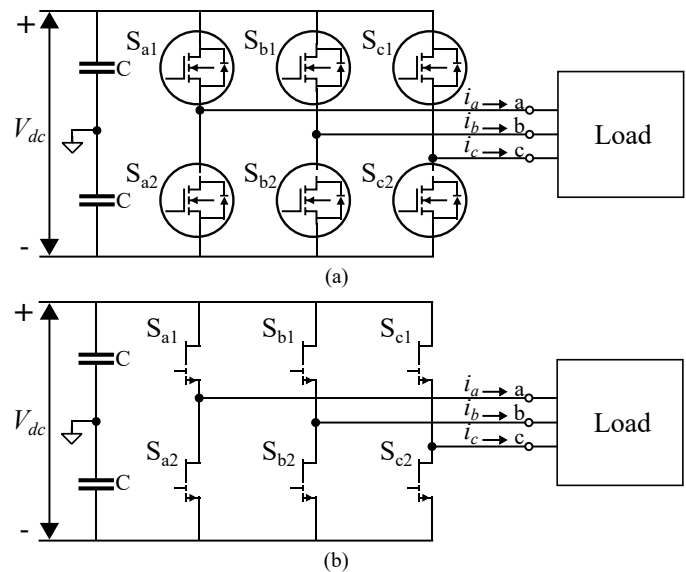 +
S_a1 S_b1 S_c1
C
i_a a
V_dc
i_b b
Load
i_c c
S_a2 S_b2 S_c2
C
-
(a)
+
S_a1 S_b1 S_c1
C
i_a a
V_dc
i_b b
Load
i_c c
S_a2 S_b2 S_c2
C
-
(b)